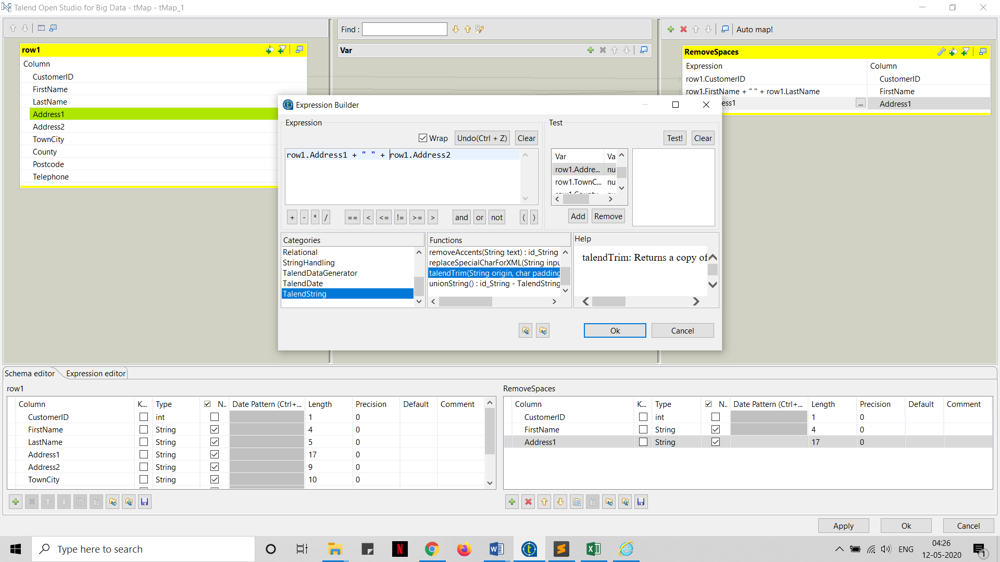 Talend Open Studio for Big Data - tMap - tMap_1
Find :
Auto map!
row1
Column
CustomerID
FirstName
LastName
Address1
Address2
TownCity
County
Postcode
Telephone
Var
RemoveSpaces
Expression Column
row1.CustomerID CustomerID
row1.FirstName + " " + row1.LastName FirstName
ess1 ... Address1
Expression Builder
Expression
Wrap Undo(Ctrl + Z) Clear
row1.Address1 + " " + row1.Address2
+ - * / == < <= != >= > and or not ( )
Test
Test! Clear
Var Va
row1.Addre... nu
row1.TownC... nu
Add Remove
Categories
Relational
StringHandling
TalendDataGenerator
TalendDate
TalendString
Functions
removeAccents(String text) : id_String
replaceSpecialCharForXML(String inpu
talendTrim(String origin, char padding
unionString() : id_String - TalendString
Help
talendTrim: Returns a copy of
Ok Cancel
Schema editor Expression editor
row1
Column K... Type N.. Date Pattern (Ctrl+... Length Precision Default Comment
CustomerID int 1 0
FirstName String 4 0
LastName String 5 0
Address1 String 17 0
Address2 String 9 0
TownCity String 10 0
RemoveSpaces
Column K... Type N.. Date Pattern (Ctrl+... Length Precision Default Comment
CustomerID int 1 0
FirstName String 4 0
Address1 String 17 0
Apply Ok Cancel
Type here to search
ENG
04:26
12-05-2020
1